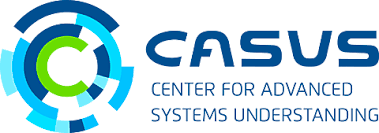 CASUS
CENTER FOR ADVANCED
SYSTEMS UNDERSTANDING